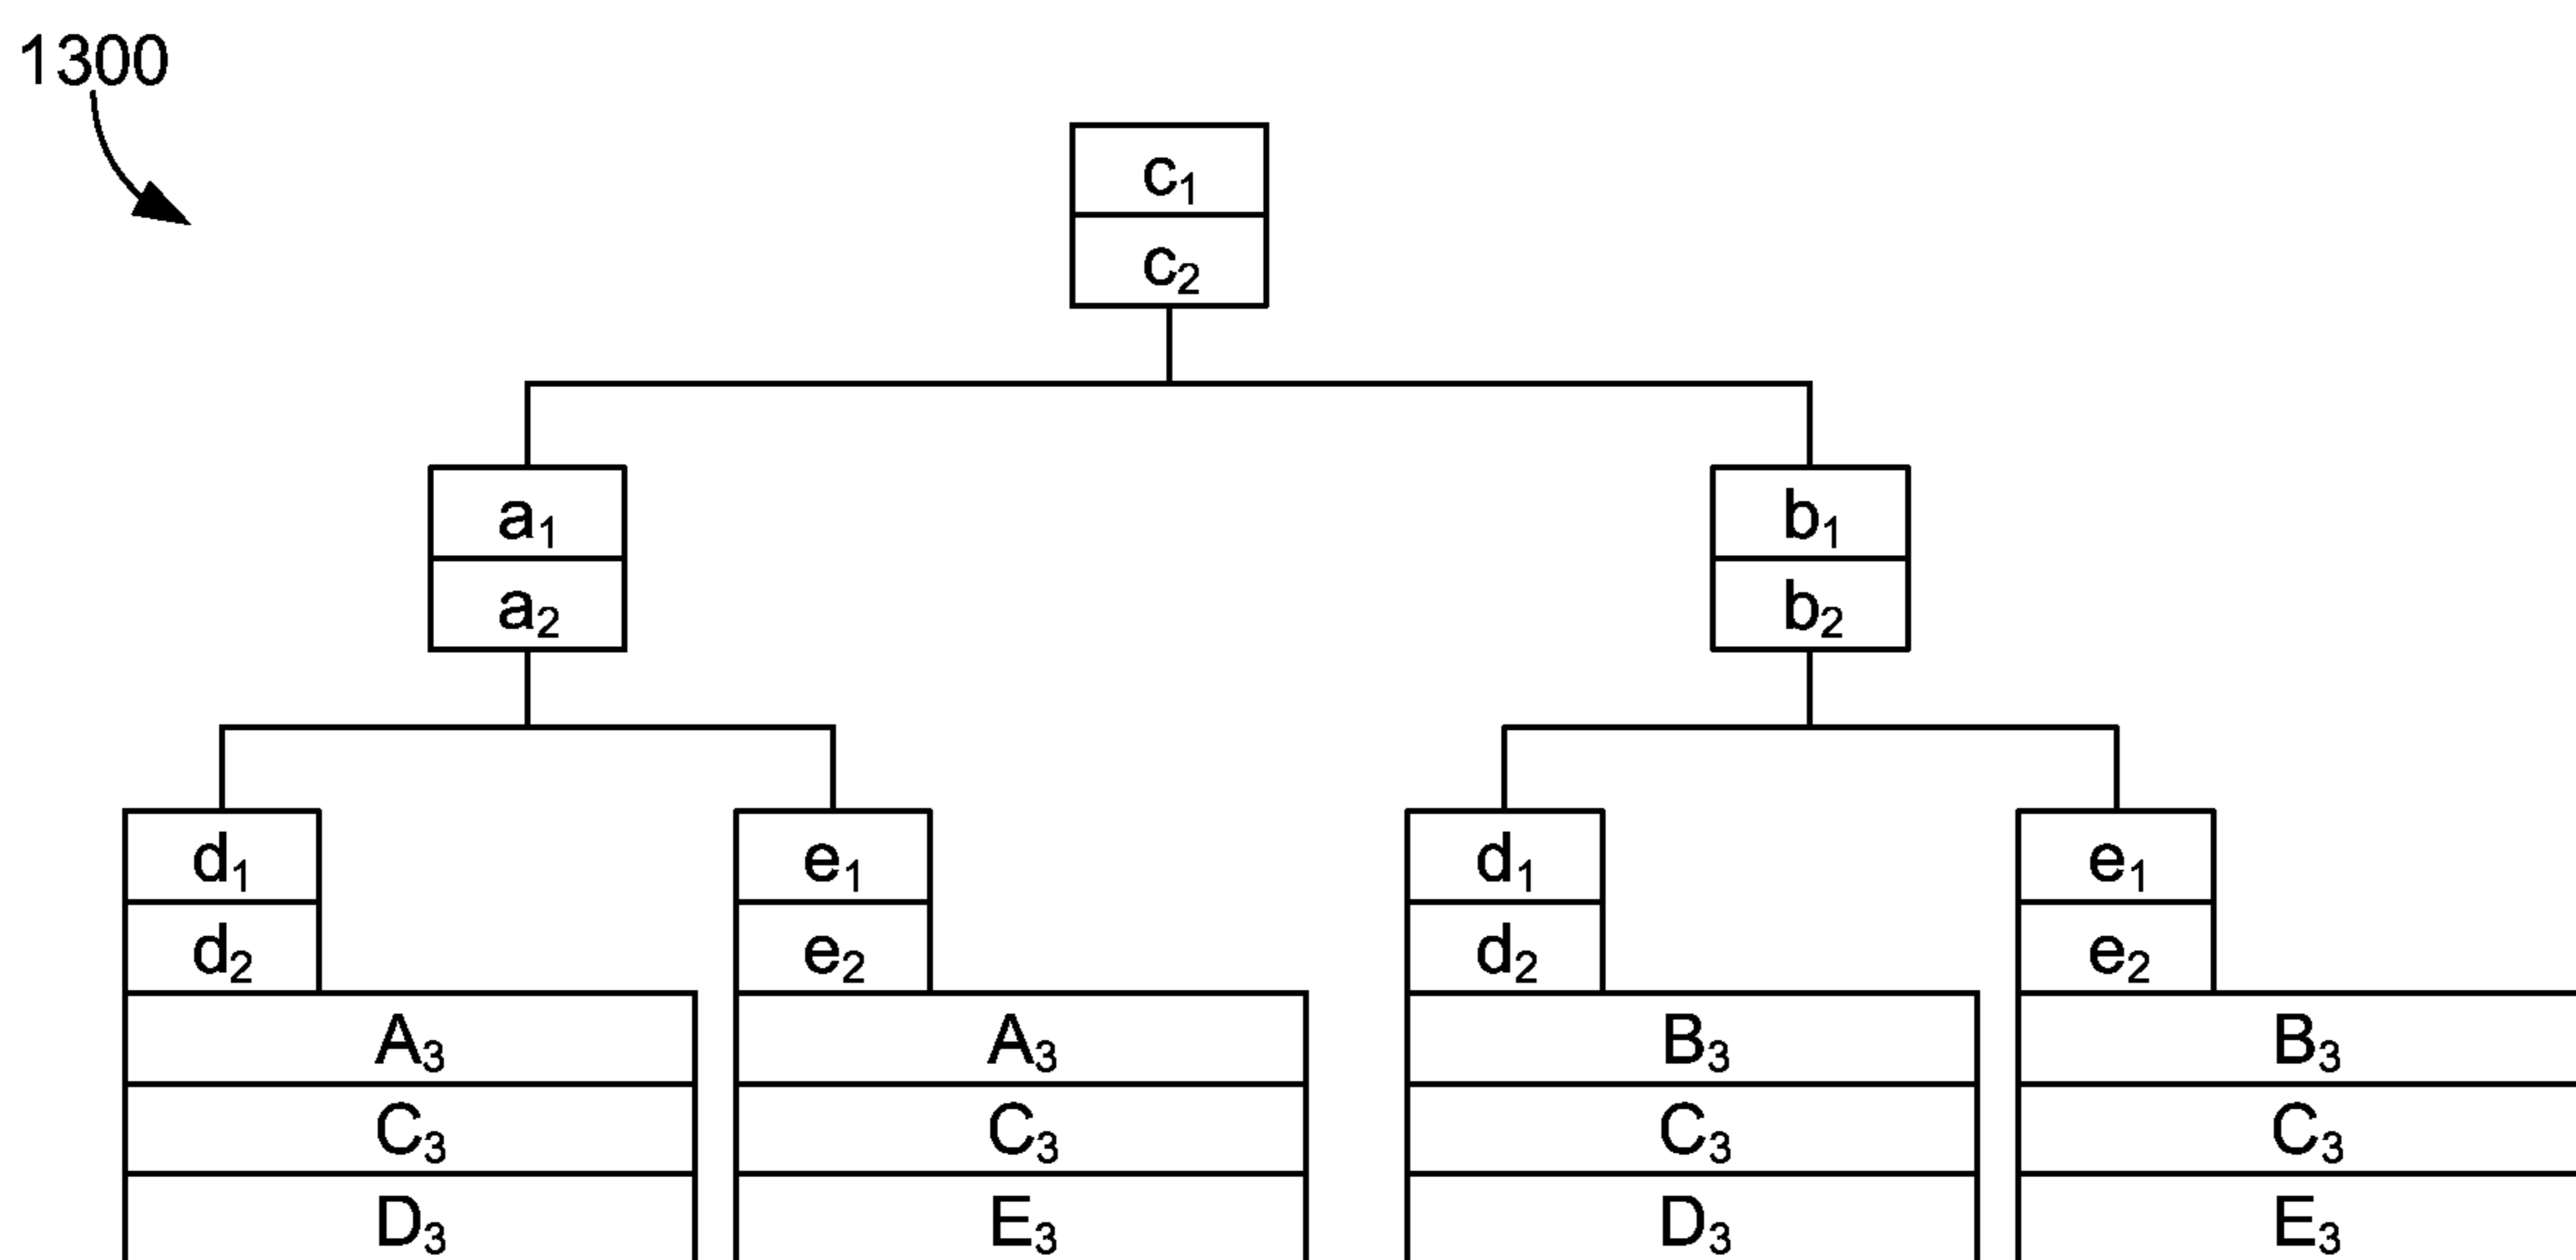 1300
c₁
c₂
a₁ b₁
a₂ b₂
d₁ e₁ d₁ e₁
d₂ e₂ d₂ e₂
A₃ A₃ B₃ B₃
C₃ C₃ C₃ C₃
D₃ E₃ D₃ E₃